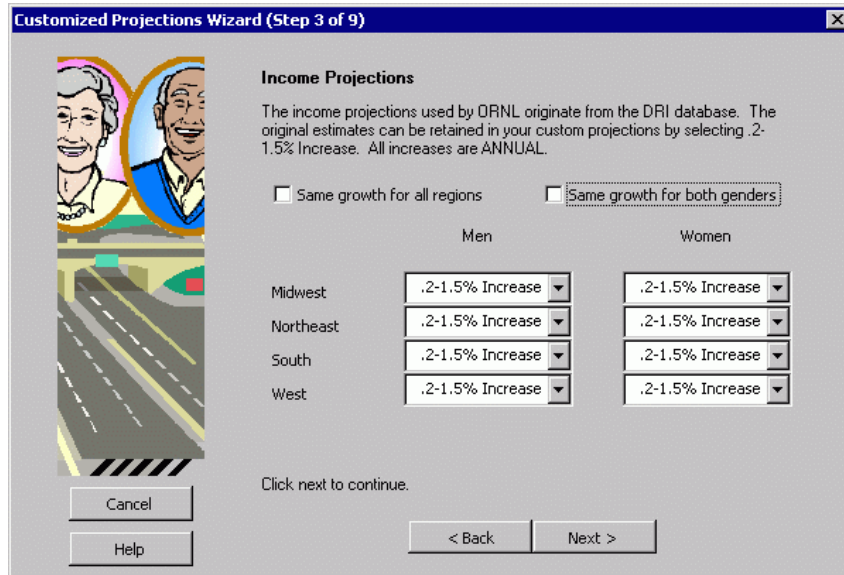 Customized Projections Wizard (Step 3 of 9)
Income Projections
The income projections used by ORNL originate from the DRI database. The
original estimates can be retained in your custom projections by selecting .2-
1.5% Increase. All increases are ANNUAL.
Same growth for all regions Same growth for both genders
Men Women
Midwest .2-1.5% Increase .2-1.5% Increase
Northeast .2-1.5% Increase .2-1.5% Increase
South .2-1.5% Increase .2-1.5% Increase
West .2-1.5% Increase .2-1.5% Increase
Click next to continue.
Cancel
< Back Next >
Help